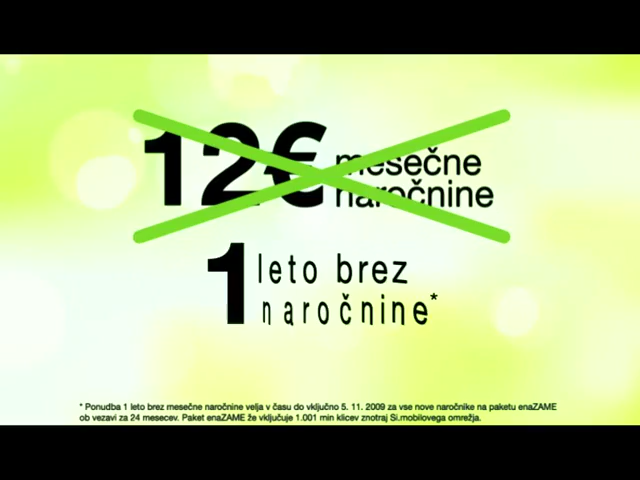 12€ mesečne
naročnine
1 leto brez
naročnine*
* Ponudba 1 leto brez mesečne naročnine velja v času do vključno 5. 11. 2009 za vse nove naročnike na paketu enaZAME
ob vezavi za 24 mesecev. Paket enaZAME že vključuje 1.001 min klicev znotraj Si.mobilovega omrežja.